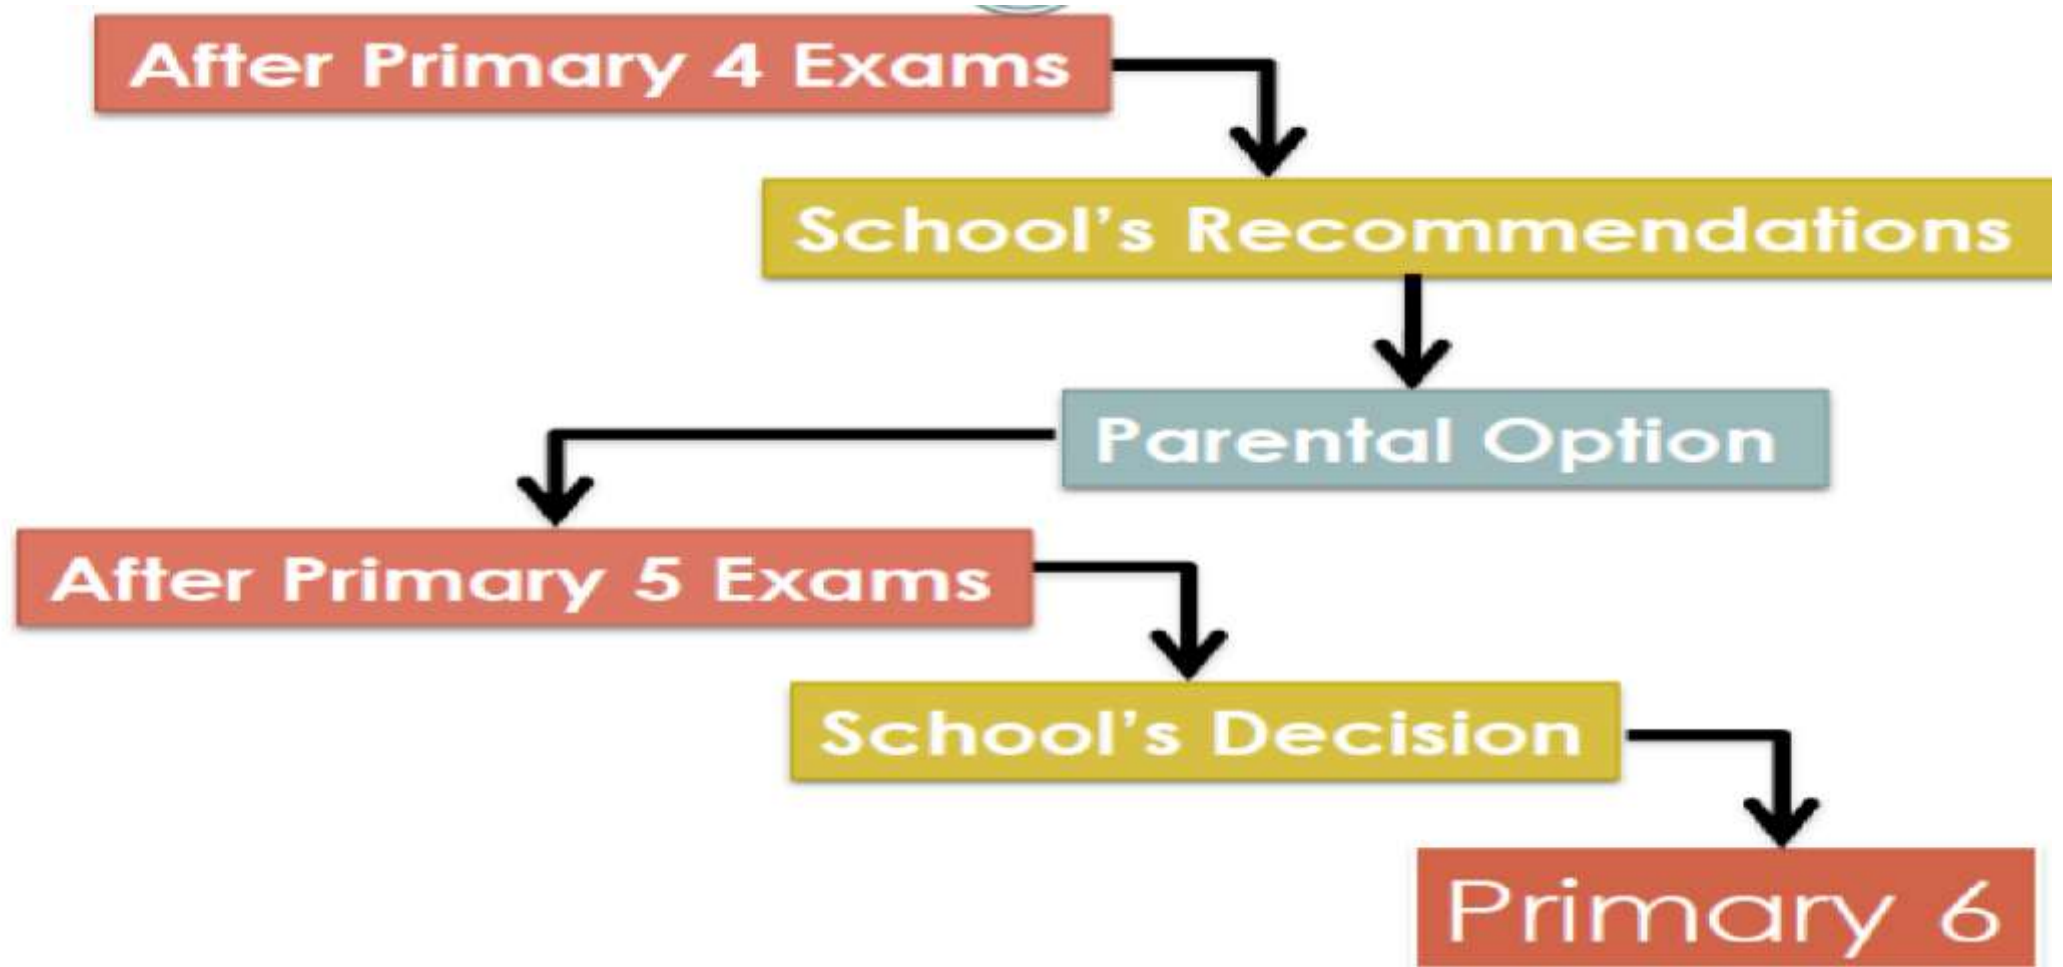 After Primary 4 Exams
School’s Recommendations
Parental Option
After Primary 5 Exams
School’s Decision
Primary 6